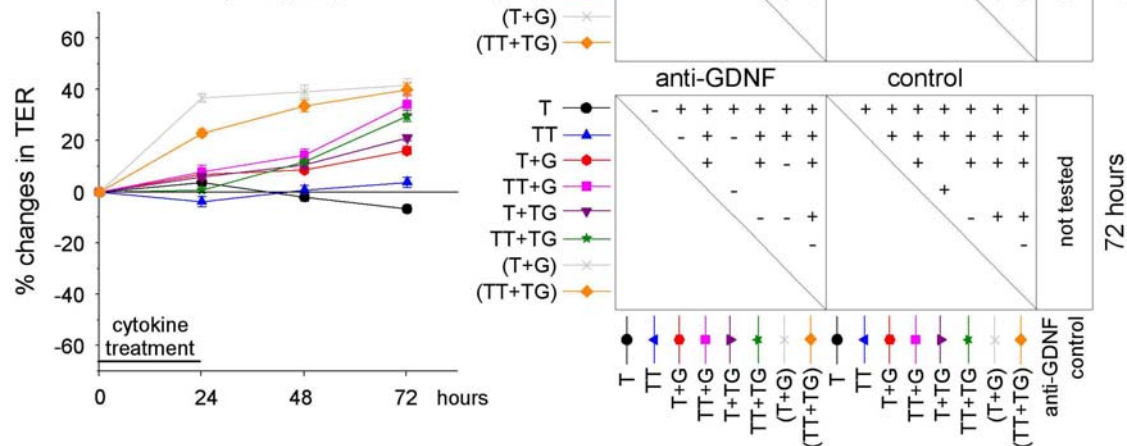 (T+G)
(TT+TG)
60
40
20
0
-20
-40
-60
% changes in TER
cytokine
treatment
0 24 48 72 hours
anti-GDNF control
T - + + + + + + + + + + + + +
TT - + - + + + + + + + + +
T+G + + - + + + + +
TT+G - +
T+TG - - + - + +
TT+TG - -
(T+G)
(TT+TG)
not tested
72 hours
T TT T+G TT+G T+TG TT+TG (T+G) (TT+TG) T TT T+G TT+G T+TG TT+TG (T+G) (TT+TG) anti-GDNF
control